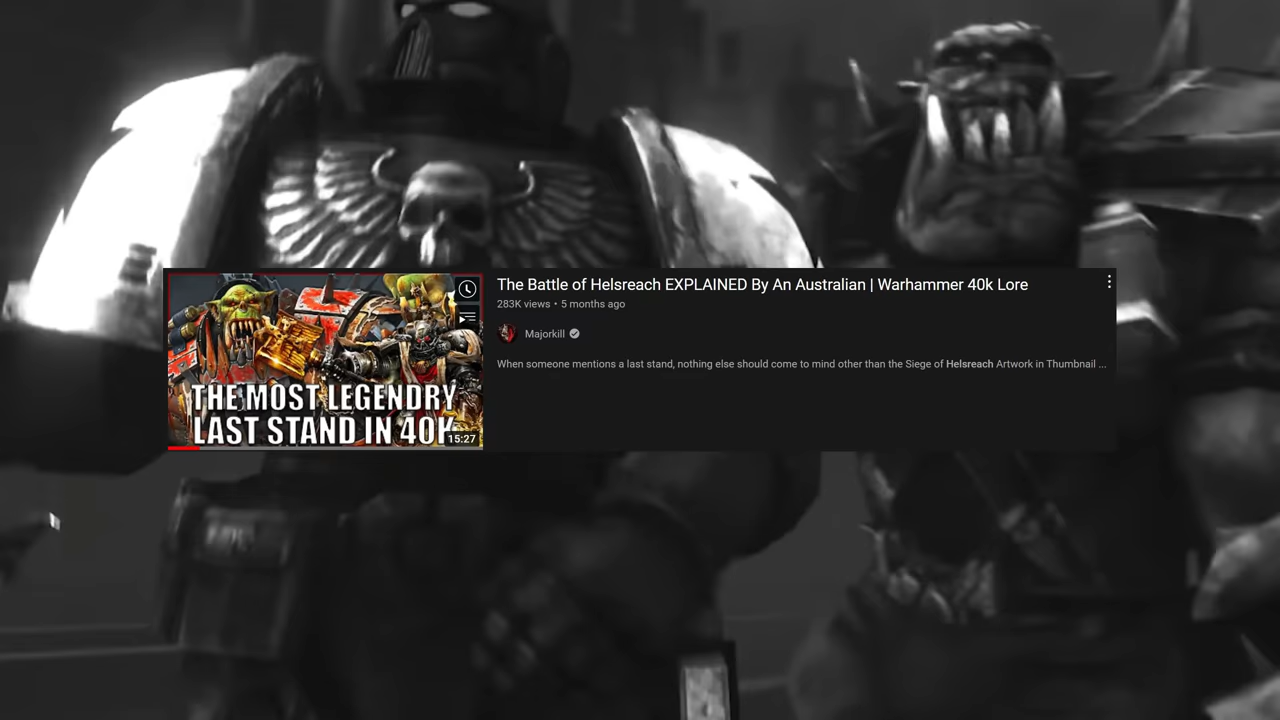 The Battle of Helsreach EXPLAINED By An Australian | Warhammer 40k Lore
283K views • 5 months ago
Majorkill
When someone mentions a last stand, nothing else should come to mind other than the Siege of Helsreach Artwork in Thumbnail ...
THE MOST LEGENDRY
LAST STAND IN 40K
15:27